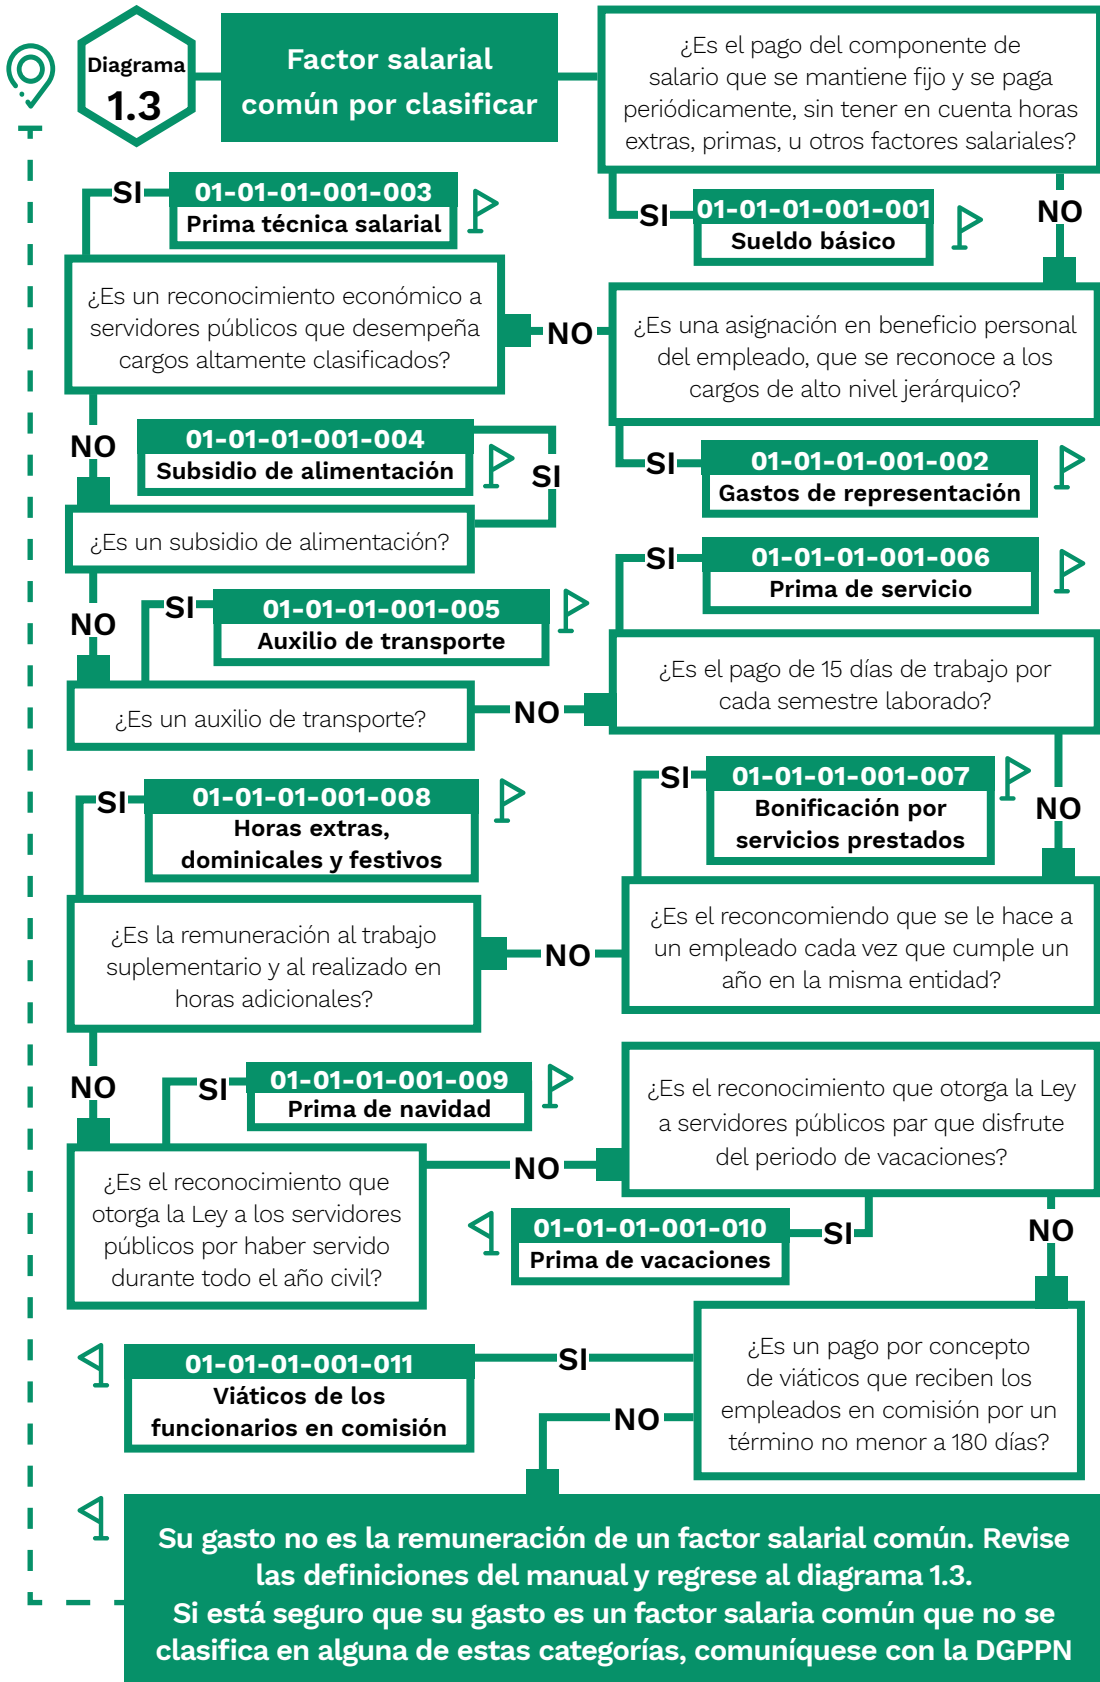 Diagrama
1.3
Factor salarial
común por clasificar
¿Es el pago del componente de
salario que se mantiene fijo y se paga
periódicamente, sin tener en cuenta horas
extras, primas, u otros factores salariales?
SI
01-01-01-001-001
Sueldo básico
NO
¿Es una asignación en beneficio personal
del empleado, que se reconoce a los
cargos de alto nivel jerárquico?
SI
01-01-01-001-002
Gastos de representación
NO
¿Es un reconocimiento económico a
servidores públicos que desempeña
cargos altamente clasificados?
SI
01-01-01-001-003
Prima técnica salarial
NO
¿Es un subsidio de alimentación?
SI
01-01-01-001-004
Subsidio de alimentación
NO
¿Es un auxilio de transporte?
SI
01-01-01-001-005
Auxilio de transporte
NO
¿Es el pago de 15 días de trabajo por
cada semestre laborado?
SI
01-01-01-001-006
Prima de servicio
NO
¿Es el reconcomiendo que se le hace a
un empleado cada vez que cumple un
año en la misma entidad?
SI
01-01-01-001-007
Bonificación por
servicios prestados
NO
¿Es la remuneración al trabajo
suplementario y al realizado en
horas adicionales?
SI
01-01-01-001-008
Horas extras,
dominicales y festivos
NO
¿Es el reconocimiento que
otorga la Ley a los servidores
públicos por haber servido
durante todo el año civil?
SI
01-01-01-001-009
Prima de navidad
NO
¿Es el reconocimiento que otorga la Ley
a servidores públicos par que disfrute
del periodo de vacaciones?
SI
01-01-01-001-010
Prima de vacaciones
NO
¿Es un pago por concepto
de viáticos que reciben los
empleados en comisión por un
término no menor a 180 días?
SI
01-01-01-001-011
Viáticos de los
funcionarios en comisión
NO
Su gasto no es la remuneración de un factor salarial común. Revise
las definiciones del manual y regrese al diagrama 1.3.
Si está seguro que su gasto es un factor salaria común que no se
clasifica en alguna de estas categorías, comuníquese con la DGPPN